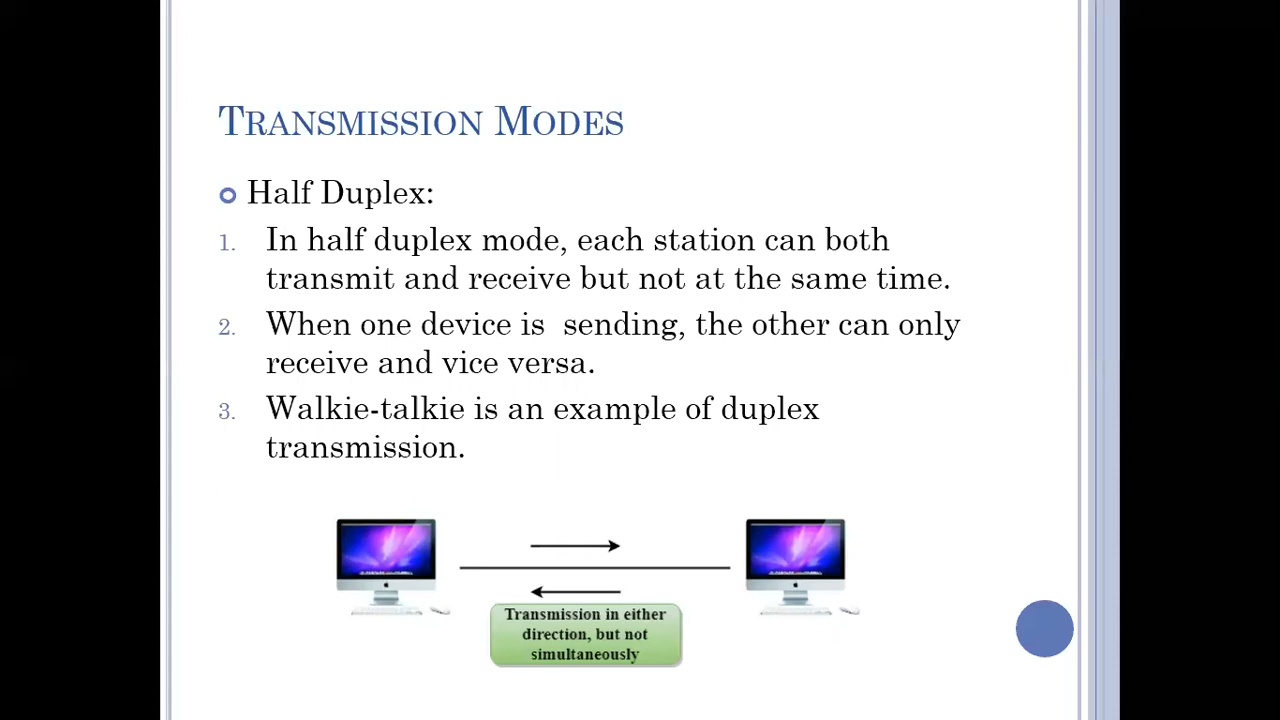 TRANSMISSION MODES
Half Duplex:
1. In half duplex mode, each station can both
transmit and receive but not at the same time.
2. When one device is sending, the other can only
receive and vice versa.
3. Walkie-talkie is an example of duplex
transmission.
Transmission in either
direction, but not
simultaneously